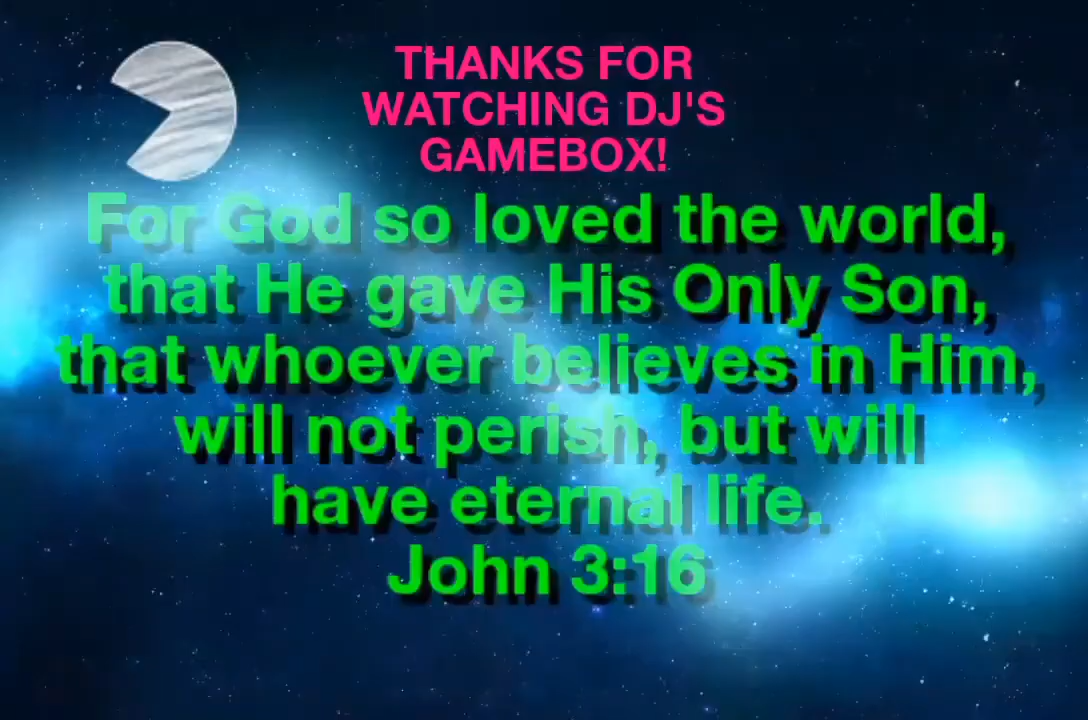 THANKS FOR
WATCHING DJ'S
GAMEBOX!
For God so loved the world,
that He gave His Only Son,
that whoever believes in Him,
will not perish, but will
have eternal life.
John 3:16